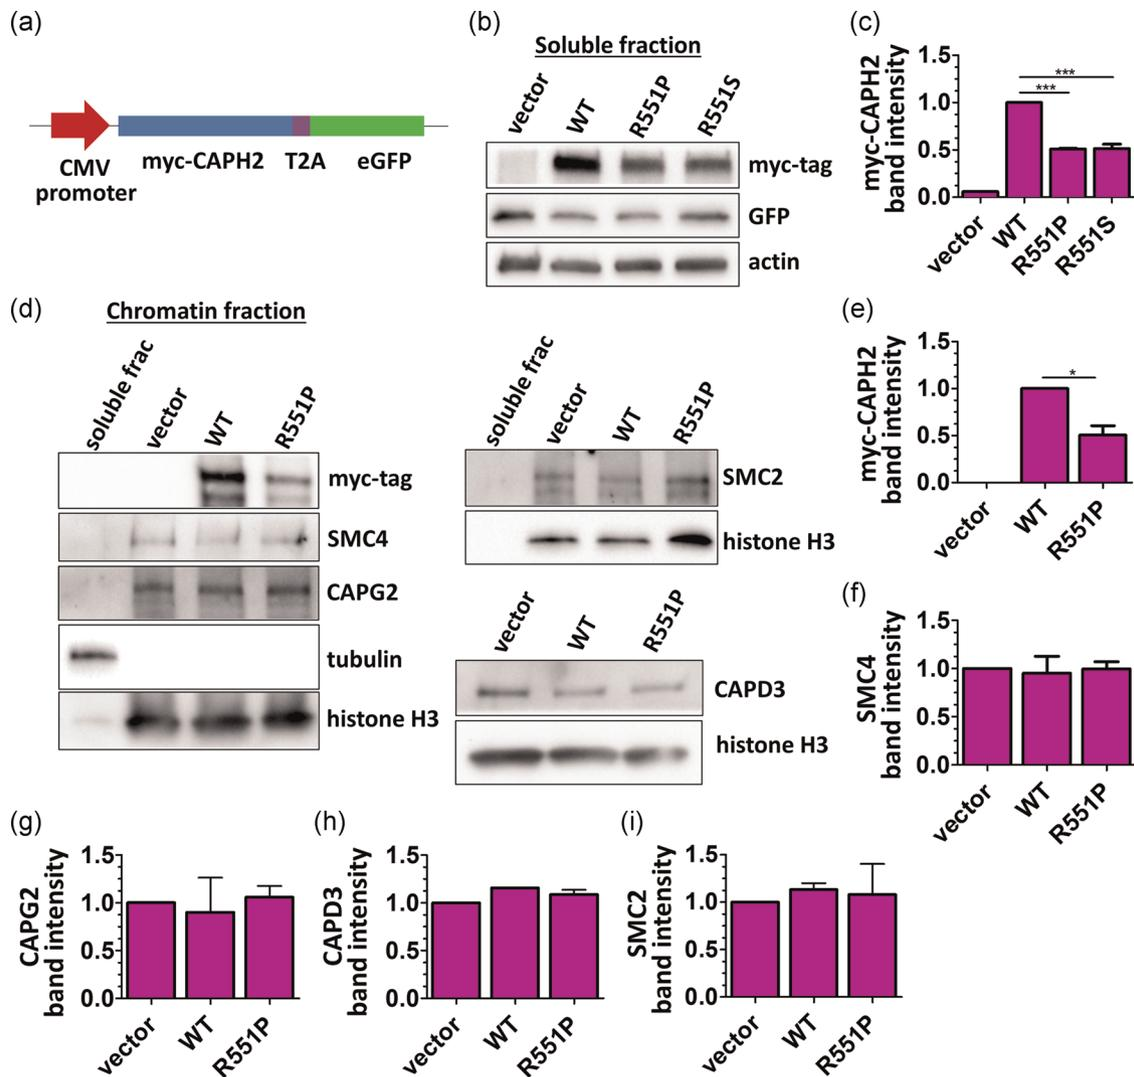 (a)
CMV
promoter
myc-CAPH2
T2A
eGFP
(b)
Soluble fraction
vector
WT
R551P
R551S
myc-tag
GFP
actin
(c)
myc-CAPH2
band intensity
1.5
1.0
0.5
0.0
***
***
vector
WT
R551P
R551S
(d)
Chromatin fraction
soluble frac
vector
WT
R551P
myc-tag
SMC4
CAPG2
tubulin
histone H3
soluble frac
vector
WT
R551P
SMC2
histone H3
vector
WT
R551P
CAPD3
histone H3
(e)
myc-CAPH2
band intensity
1.5
1.0
0.5
0.0
*
vector
WT
R551P
(f)
SMC4
band intensity
1.5
1.0
0.5
0.0
vector
WT
R551P
(g)
CAPG2
band intensity
1.5
1.0
0.5
0.0
vector
WT
R551P
(h)
CAPD3
band intensity
1.5
1.0
0.5
0.0
vector
WT
R551P
(i)
SMC2
band intensity
1.5
1.0
0.5
0.0
vector
WT
R551P